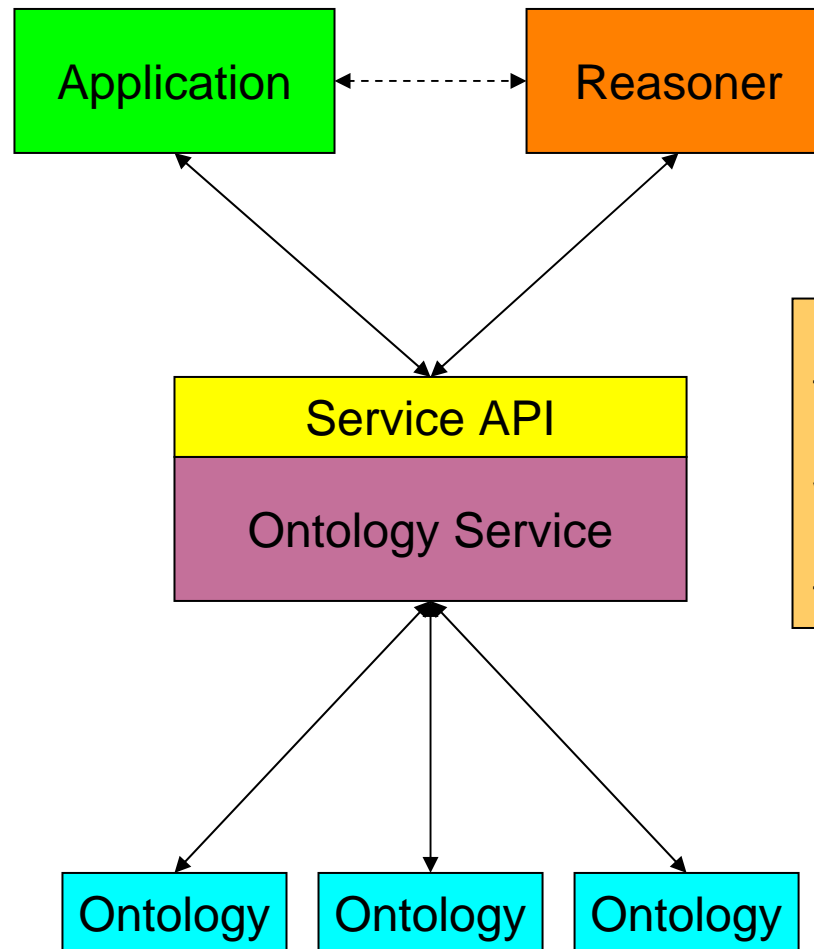 Application
Reasoner
Service API
Ontology Service
Ontology
Ontology
Ontology